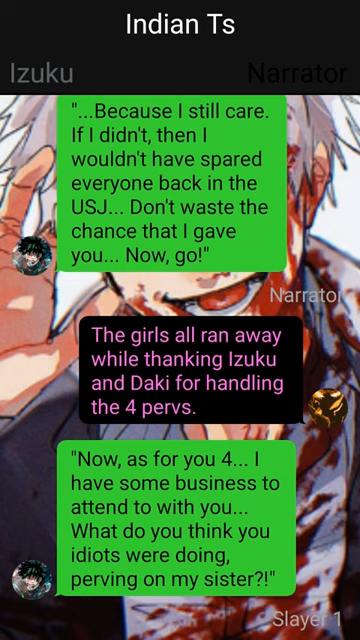 Indian Ts
Izuku
Narrator
"...Because I still care.
If I didn't, then I
wouldn't have spared
everyone back in the
USJ... Don't waste the
chance that I gave
you... Now, go!"
Narrator
The girls all ran away
while thanking Izuku
and Daki for handling
the 4 pervs.
"Now, as for you 4... I
have some business to
attend to with you...
What do you think you
idiots were doing,
perving on my sister?!"
Slayer 1